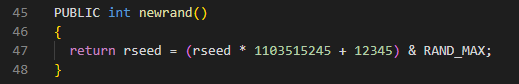 45 PUBLIC int newrand()
46 {
47 return rseed = (rseed * 1103515245 + 12345) & RAND_MAX;
48 }